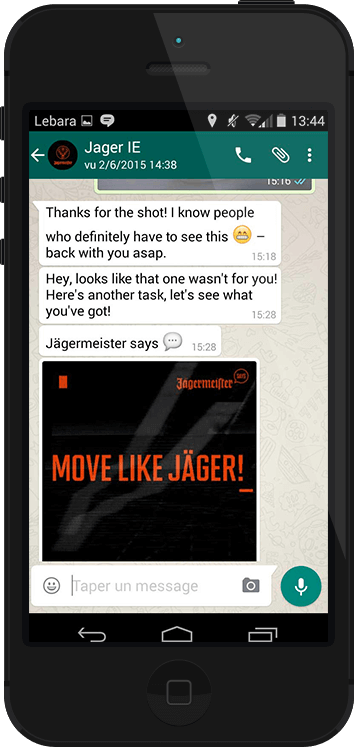 Lebara 13:44
Jager IE
vu 2/6/2015 14:38
15:16
Thanks for the shot! I know people
who definitely have to see this 😁 –
back with you asap.
15:18
Hey, looks like that one wasn't for you!
Here's another task, let's see what
you've got!
15:28
Jägermeister says 💬 15:28
Jägermeister SAYS
MOVE LIKE JÄGER!_
Taper un message